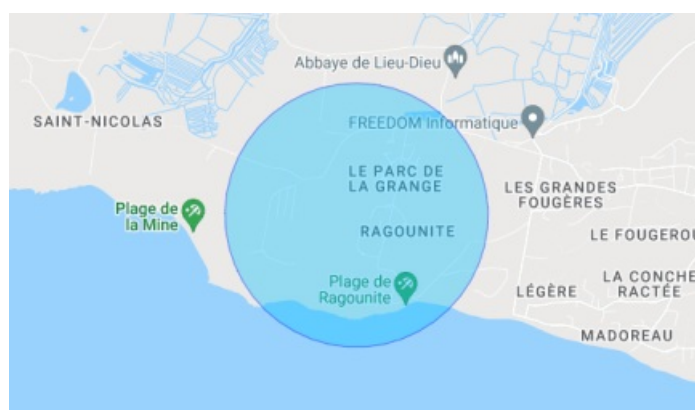 Abbaye de Lieu-Dieu
SAINT-NICOLAS
FREEDOM Informatique
LE PARC DE
LA GRANGE
LES GRANDES
FOUGÈRES
Plage de
la Mine
RAGOUNITE
LE FOUGEROU
Plage de
Ragounite
LÉGÈRE
LA CONCHE
RACTÉE
MADOREAU